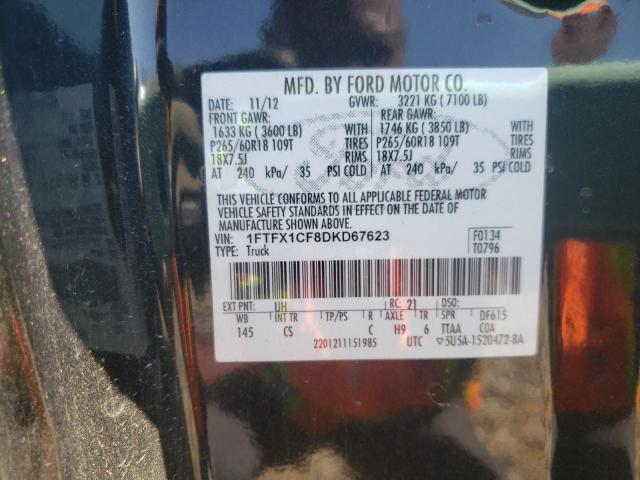 MFD. BY FORD MOTOR CO.
DATE: 11/12 GVWR: 3221 KG ( 7100 LB)
FRONT GAWR: REAR GAWR:
1633 KG ( 3600 LB) WITH 1746 KG ( 3850 LB) WITH
P265/60R18 109T TIRES P265/60R18 109T TIRES
18X7.5J RIMS 18X7.5J RIMS
AT 240 kPa/ 35 PSI COLD AT 240 kPa/ 35 PSI COLD
THIS VEHICLE CONFORMS TO ALL APPLICABLE FEDERAL MOTOR
VEHICLE SAFETY STANDARDS IN EFFECT ON THE DATE OF
MANUFACTURE SHOWN ABOVE.
VIN: 1FTFX1CF8DKD67623 F0134
TYPE: Truck T0796
EXT PNT: UH RC: 21 DSO:
WB INT TR TP/PS R AXLE TR SPR DF615
145 CS C H9 6 TTAA COA
2201211151985 UTC ▽5U5A-1520472-BA